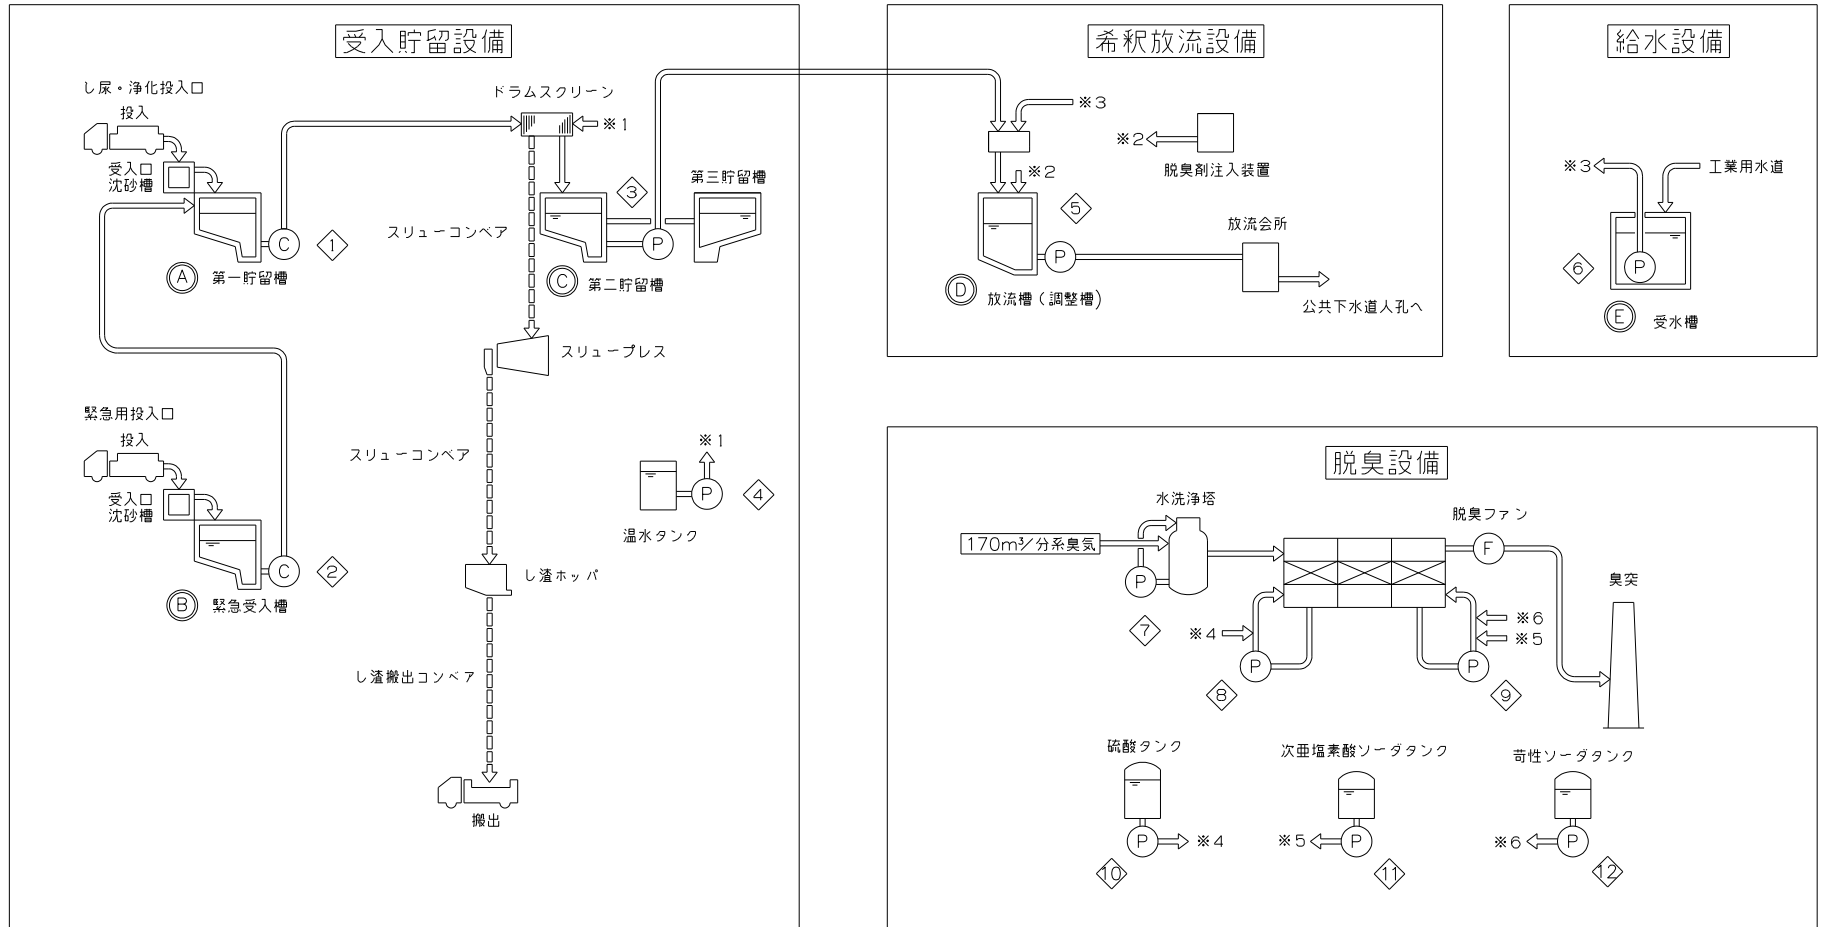 受入貯留設備
し尿・浄化投入口
投入
受入口
沈砂槽
A
第一貯留槽
C
1
ドラムスクリーン
※1
スリューコンベア
3
第三貯留槽
P
C
第二貯留槽
スリュープレス
緊急用投入口
投入
受入口
沈砂槽
B
緊急受入槽
C
2
スリューコンベア
※1
P
4
温水タンク
し渣ホッパ
し渣搬出コンベア
搬出
希釈放流設備
※3
※2
脱臭剤注入装置
※2
5
P
放流会所
D
放流槽(調整槽)
公共下水道人孔へ
給水設備
※3
工業用水道
6
P
E
受水槽
脱臭設備
水洗浄塔
170m³/分系臭気
P
7
脱臭ファン
F
臭突
※4
P
8
※6
※5
P
9
硫酸タンク
P
※4
10
次亜塩素酸ソーダタンク
※5
P
11
苛性ソーダタンク
※6
P
12